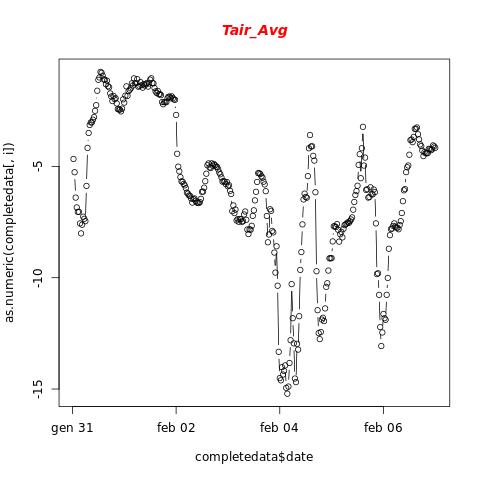 Tair_Avg
as.numeric(completedata[, i])
-5
-10
-15
gen 31
feb 02
feb 04
feb 06
completedata$date